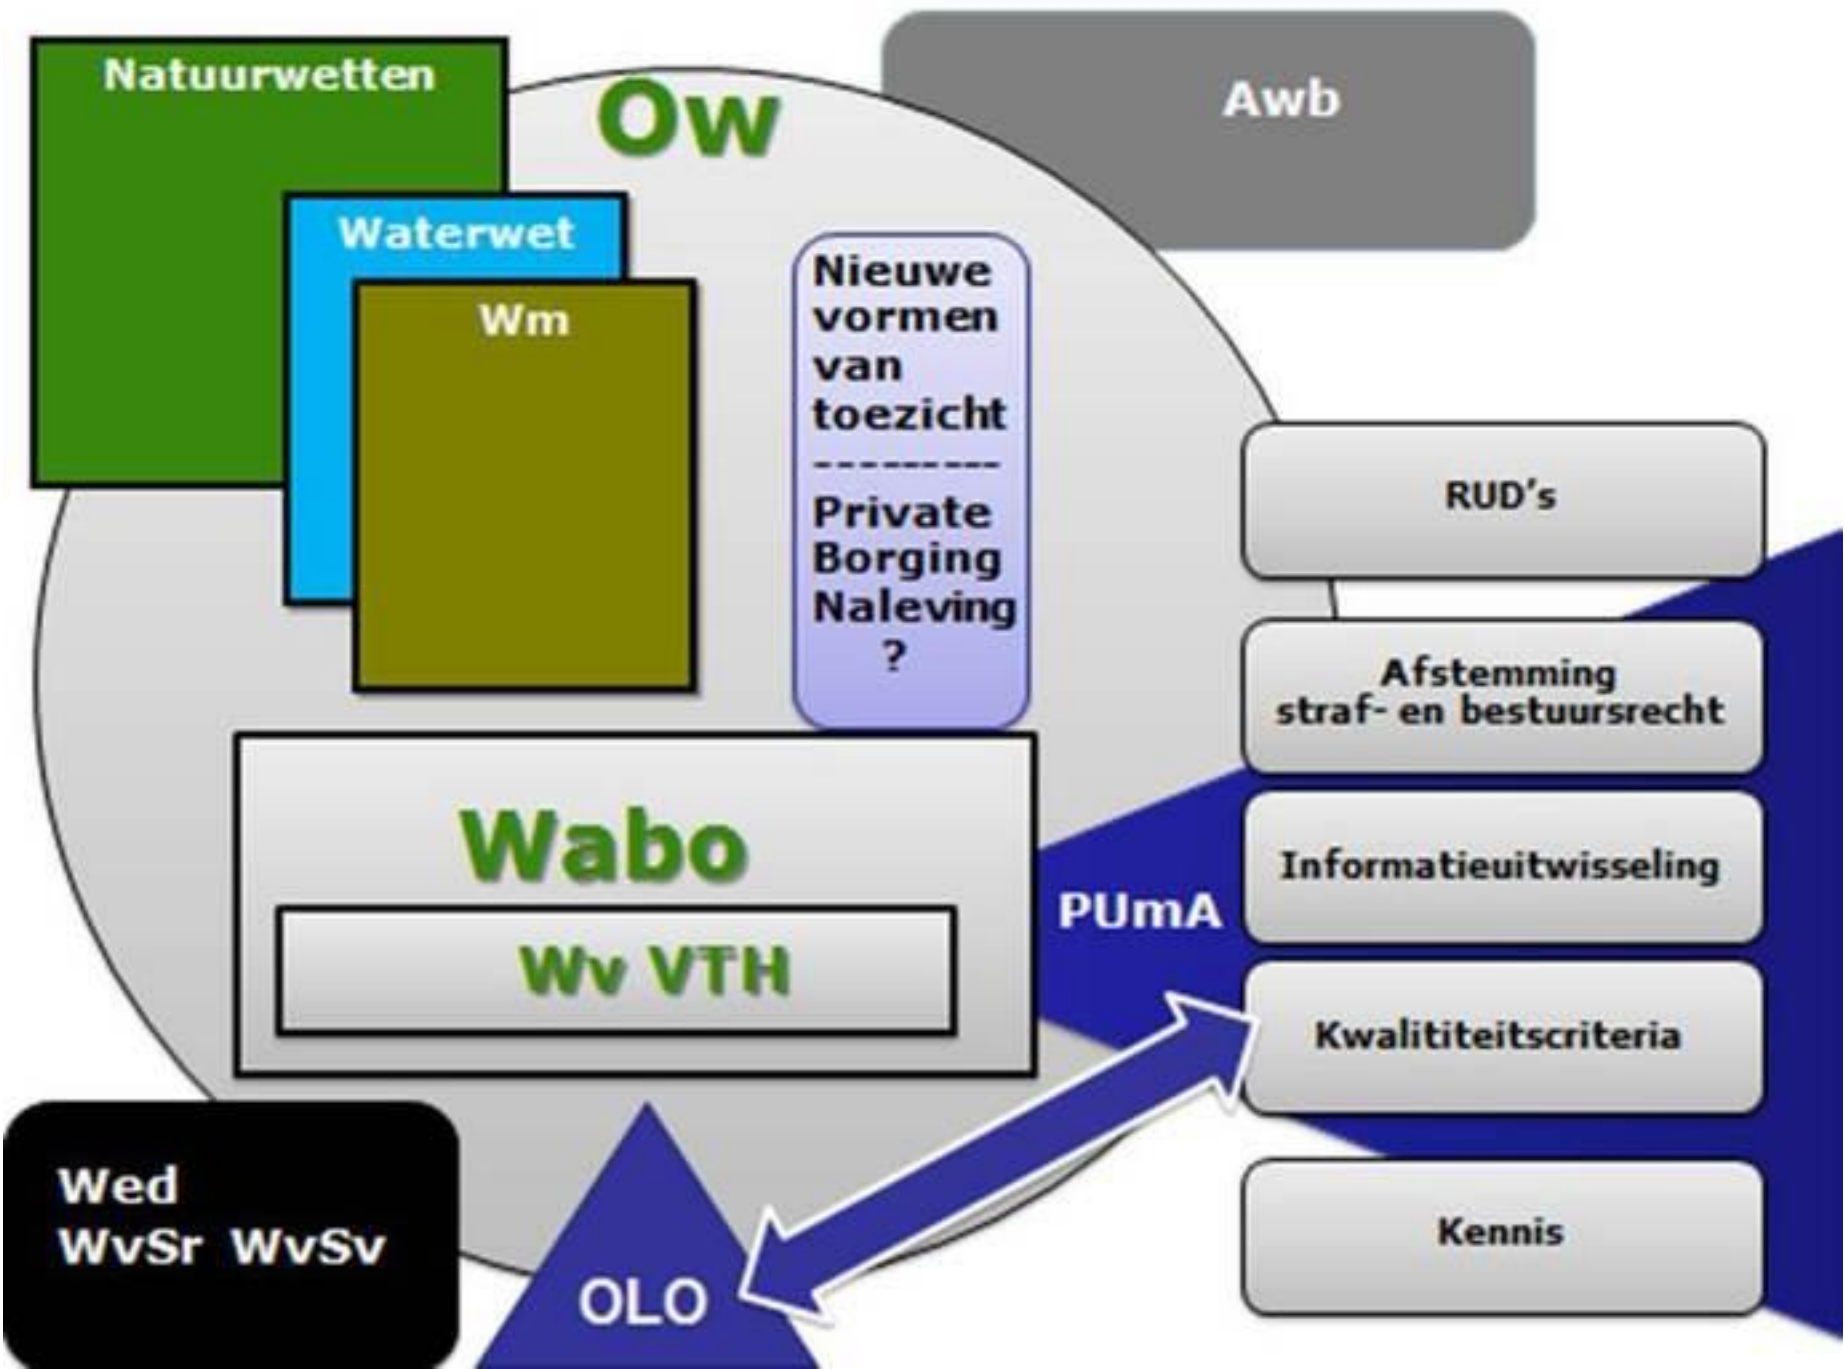 Natuurwetten
Ow
Awb
Waterwet
Wm
Nieuwe
vormen
van
toezicht
---------
Private
Borging
Naleving
?
RUD's
Afstemming
straf- en bestuursrecht
Informatieuitwisseling
Kwalititeitscriteria
Kennis
PUmA
Wabo
Wv VTH
Wed
WvSr WvSv
OLO